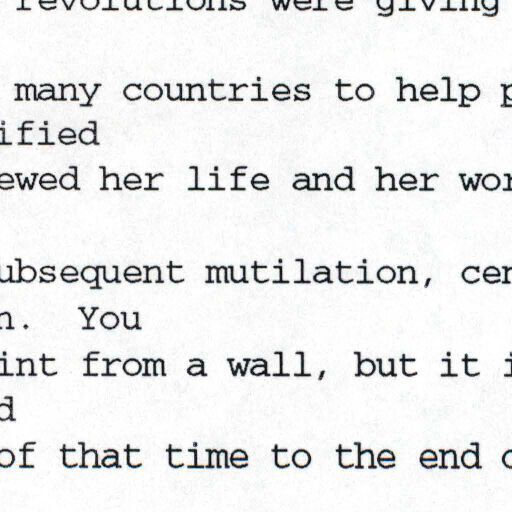 revolutions were giving
many countries to help p
ified
ewed her life and her wor
ubsequent mutilation, cen
n.  You
int from a wall, but it i
d
of that time to the end o